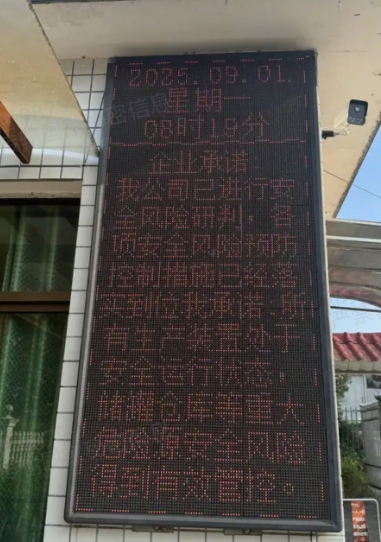 2025.09.01.
星期一
08时19分
企业承诺:
我公司已进行安
全风险研判,各
项安全风险预防
控制措施已经落
实到位我承诺:所
有生产装置处于
安全运行状态,
储罐仓库等重大
危险源安全风险
得到有效管控。